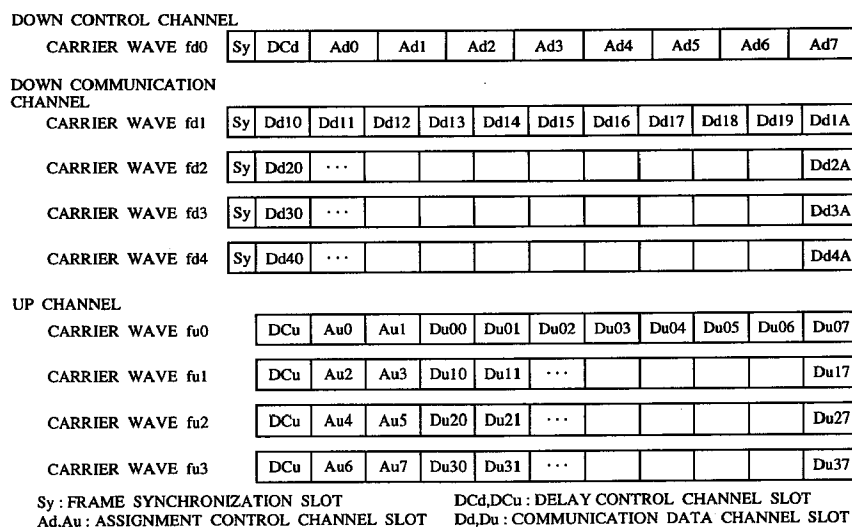 DOWN CONTROL CHANNEL
CARRIER WAVE fd0 Sy DCd Ad0 Ad1 Ad2 Ad3 Ad4 Ad5 Ad6 Ad7
DOWN COMMUNICATION
CHANNEL
CARRIER WAVE fd1 Sy Dd10 Dd11 Dd12 Dd13 Dd14 Dd15 Dd16 Dd17 Dd18 Dd19 Dd1A
CARRIER WAVE fd2 Sy Dd20 ··· Dd2A
CARRIER WAVE fd3 Sy Dd30 ··· Dd3A
CARRIER WAVE fd4 Sy Dd40 ··· Dd4A
UP CHANNEL
CARRIER WAVE fu0 DCu Au0 Au1 Du00 Du01 Du02 Du03 Du04 Du05 Du06 Du07
CARRIER WAVE fu1 DCu Au2 Au3 Du10 Du11 ··· Du17
CARRIER WAVE fu2 DCu Au4 Au5 Du20 Du21 ··· Du27
CARRIER WAVE fu3 DCu Au6 Au7 Du30 Du31 ··· Du37
Sy : FRAME SYNCHRONIZATION SLOT DCd,DCu : DELAY CONTROL CHANNEL SLOT
Ad,Au : ASSIGNMENT CONTROL CHANNEL SLOT Dd,Du : COMMUNICATION DATA CHANNEL SLOT